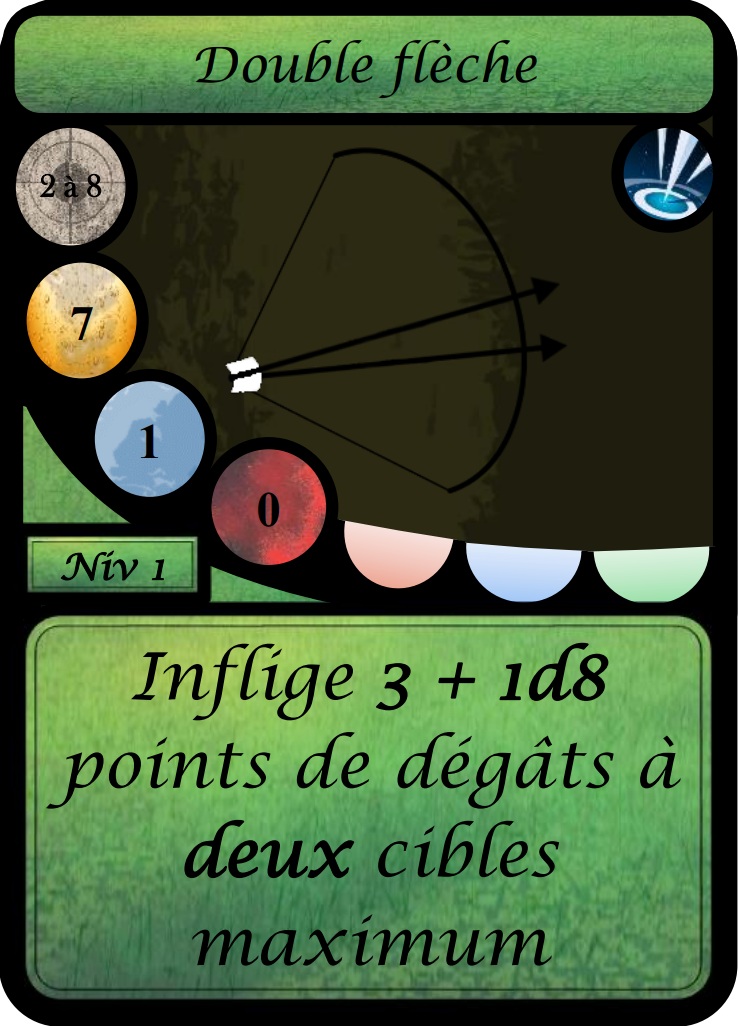 Double flèche
2 à 8
7
1
0
Niv 1
Inflige 3 + 1d8
points de dégâts à
deux cibles
maximum